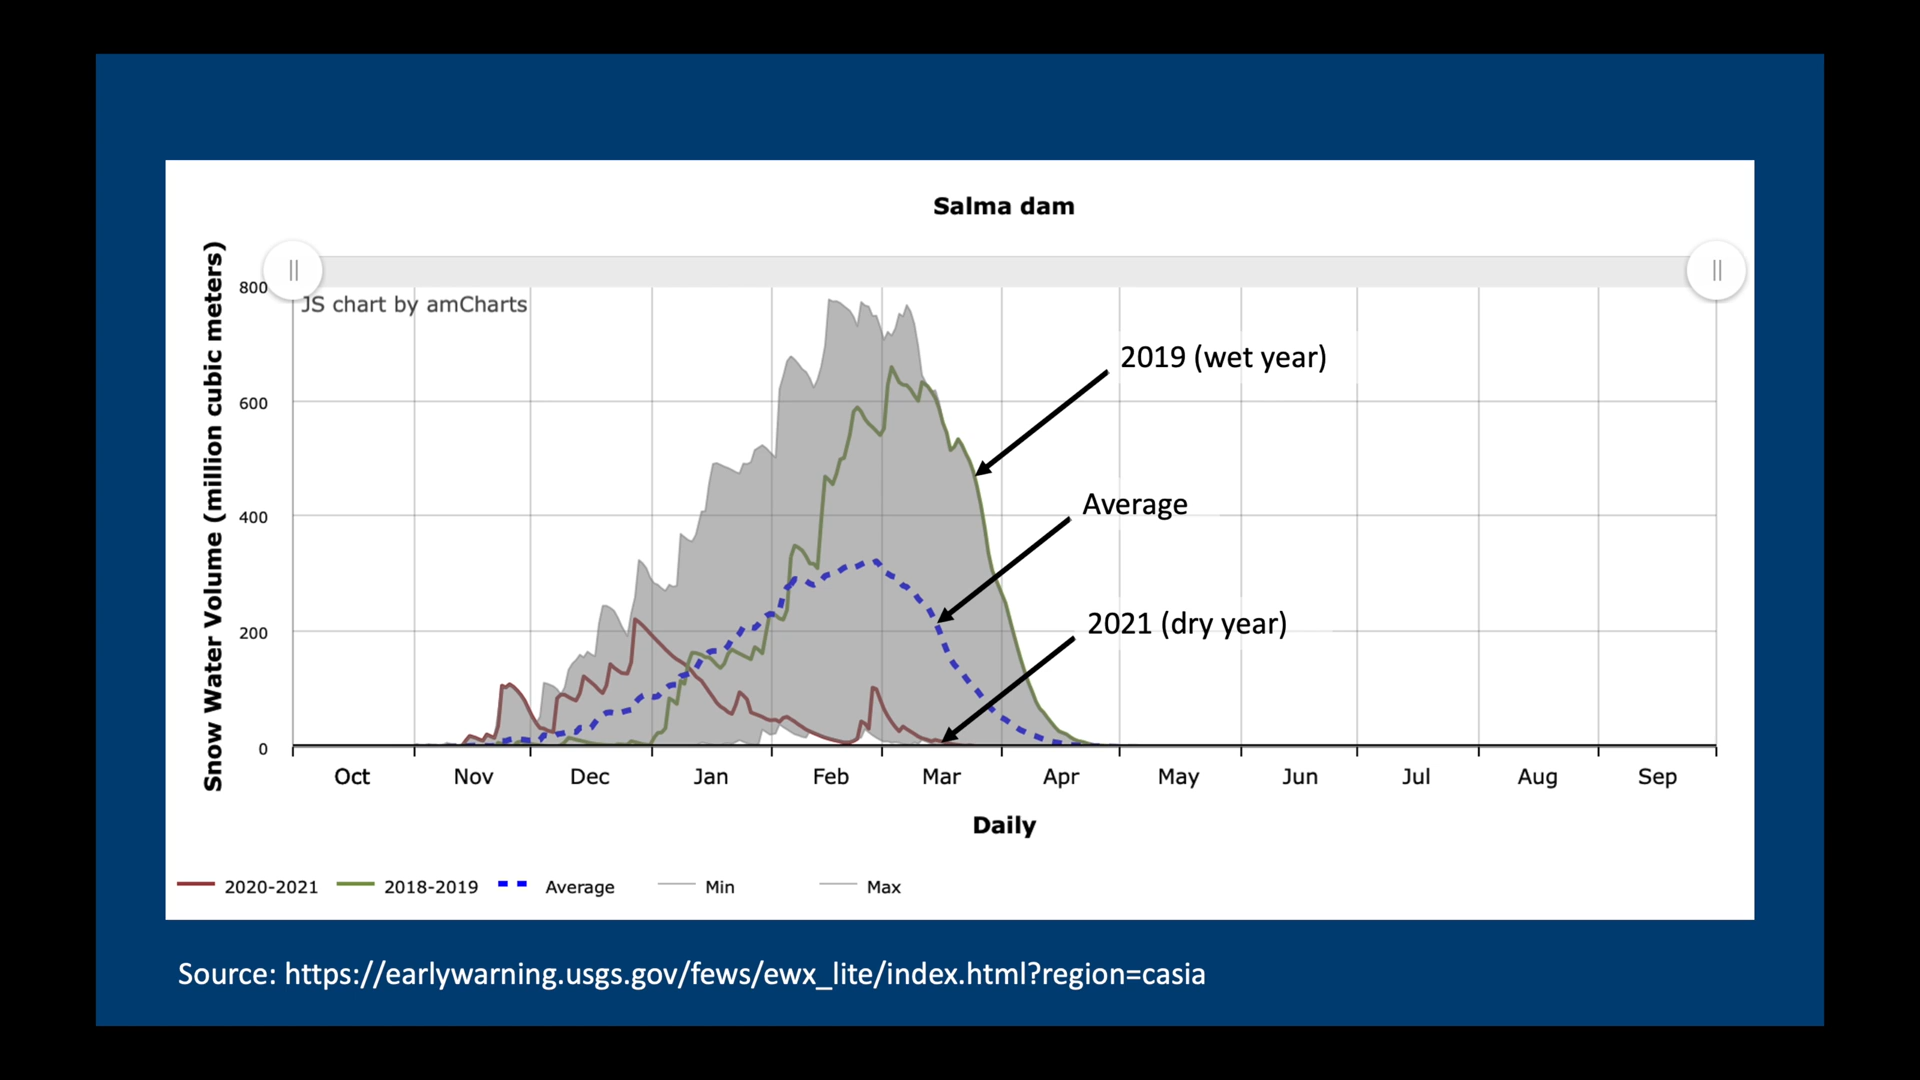 Salma dam
Snow Water Volume (million cubic meters)
800
JS chart by amCharts
2019 (wet year)
600
Average
400
2021 (dry year)
200
0
Oct Nov Dec Jan Feb Mar Apr May Jun Jul Aug Sep
Daily
2020-2021 2018-2019 Average Min Max
Source: https://earlywarning.usgs.gov/fews/ewx_lite/index.html?region=casia